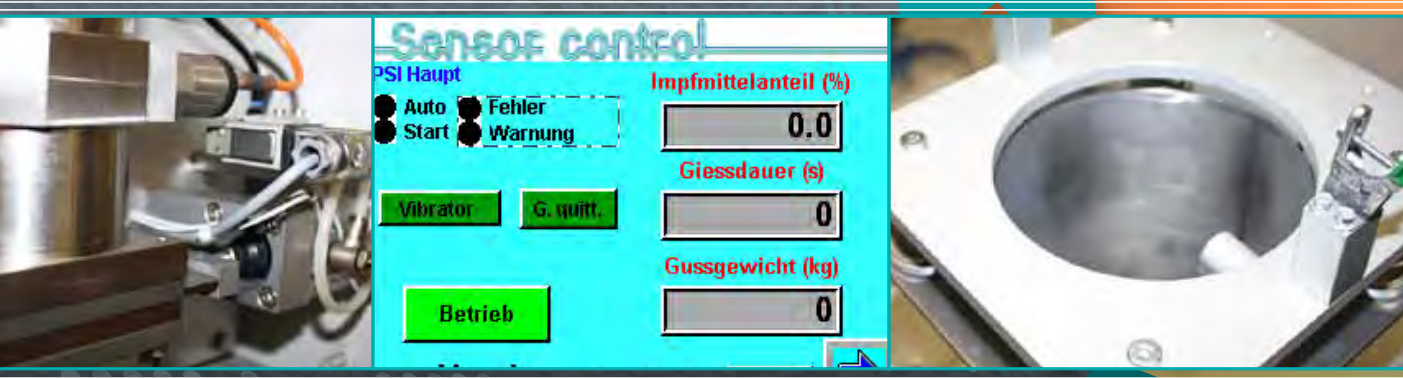 Sensor control
PSI Haupt
Auto
Fehler
Start
Warnung
Impfmittelanteil (%)
0.0
Giessdauer (s)
0
Vibrator
G. quitt.
Gussgewicht (kg)
0
Betrieb